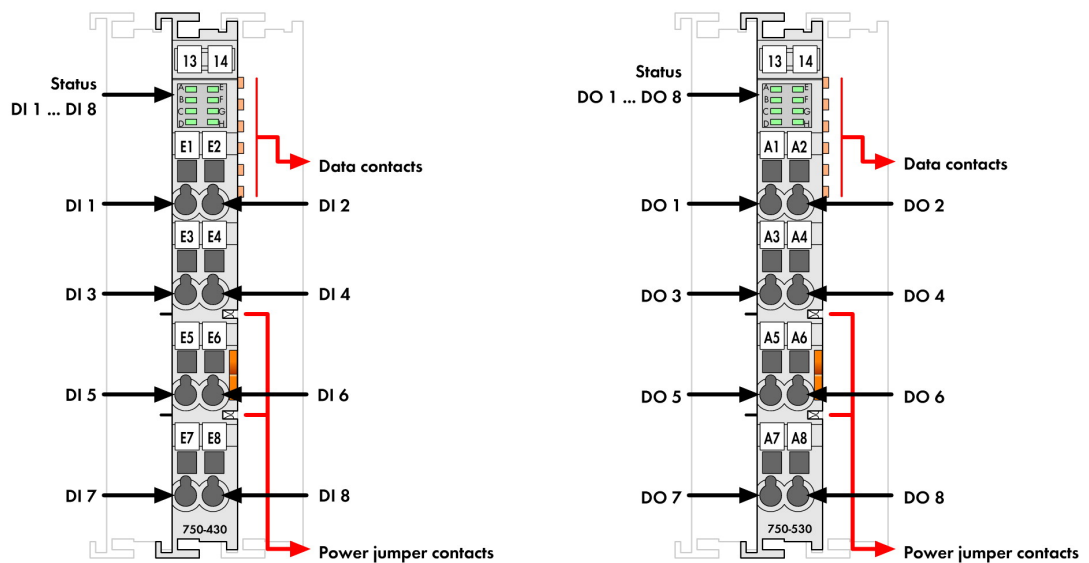 13 14
Status
DI 1 ... DI 8
A E
B F
C G
D H
E1 E2
Data contacts
DI 1
DI 2
E3 E4
DI 3
DI 4
E5 E6
DI 5
DI 6
E7 E8
DI 7
DI 8
750-430
Power jumper contacts
13 14
Status
DO 1 ... DO 8
A E
B F
C G
D H
A1 A2
Data contacts
DO 1
DO 2
A3 A4
DO 3
DO 4
A5 A6
DO 5
DO 6
A7 A8
DO 7
DO 8
750-530
Power jumper contacts